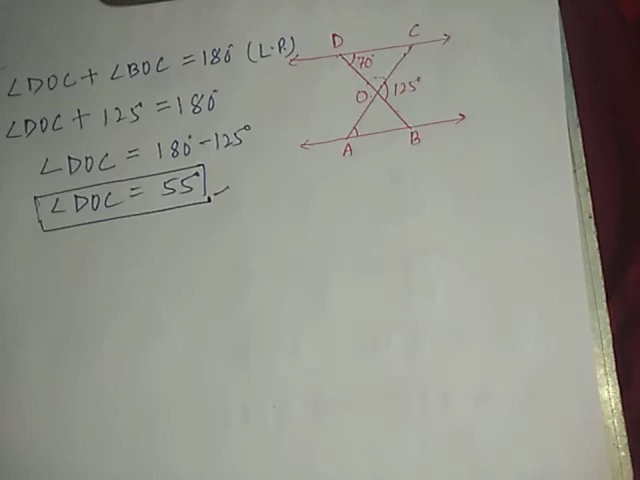 ∠DOC + ∠BOC = 180° (L.P.)
∠DOC + 125° = 180°
∠DOC = 180° - 125°
∠DOC = 55°
D
C
70°
O
125°
A
B